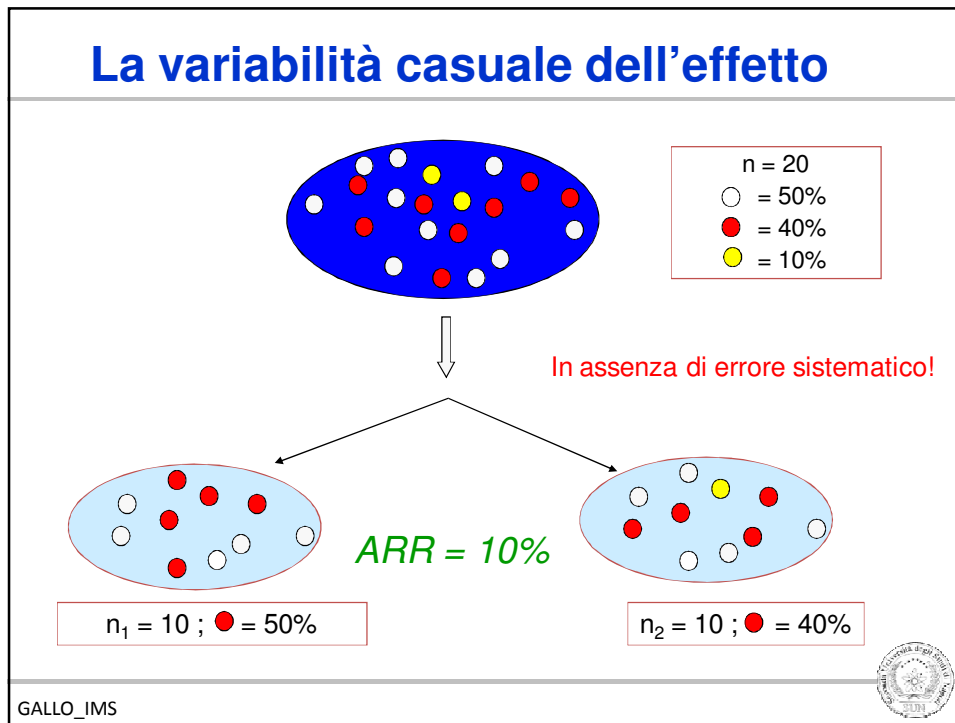 La variabilità casuale dell'effetto
n = 20
= 50%
= 40%
= 10%
In assenza di errore sistematico!
ARR = 10%
n₁ = 10 ; = 50%
n₂ = 10 ; = 40%
GALLO_IMS
SUN